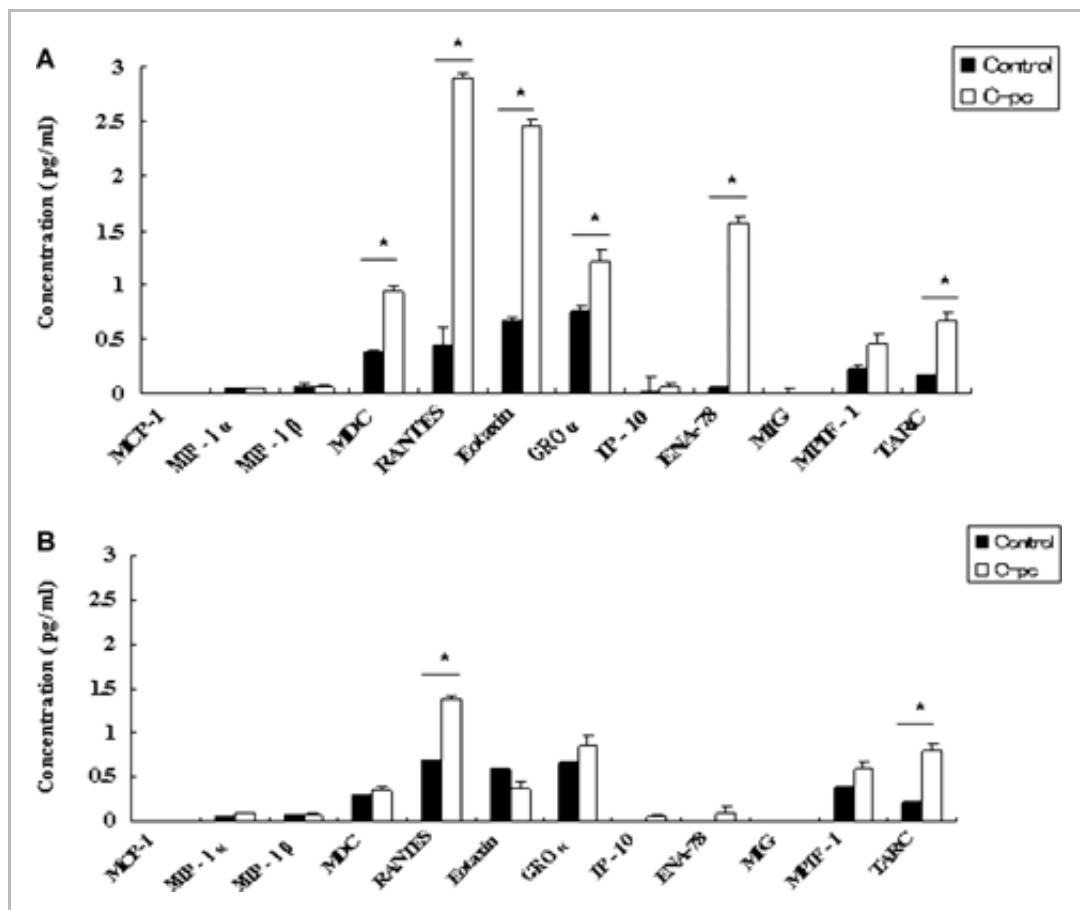 A
Control
C-pc
Concentration (pg/ml)
3
2.5
2
1.5
1
0.5
0
MCP-1
MIP-1α
MIP-1β
MDC
RANTES
Eotaxin
GROα
IP-10
ENA-78
MIG
MPIF-1
TARC
* * * * * *
B
Control
C-pc
Concentration (pg/ml)
3
2.5
2
1.5
1
0.5
0
MCP-1
MIP-1α
MIP-1β
MDC
RANTES
Eotaxin
GROα
IP-10
ENA-78
MIG
MPIF-1
TARC
* *